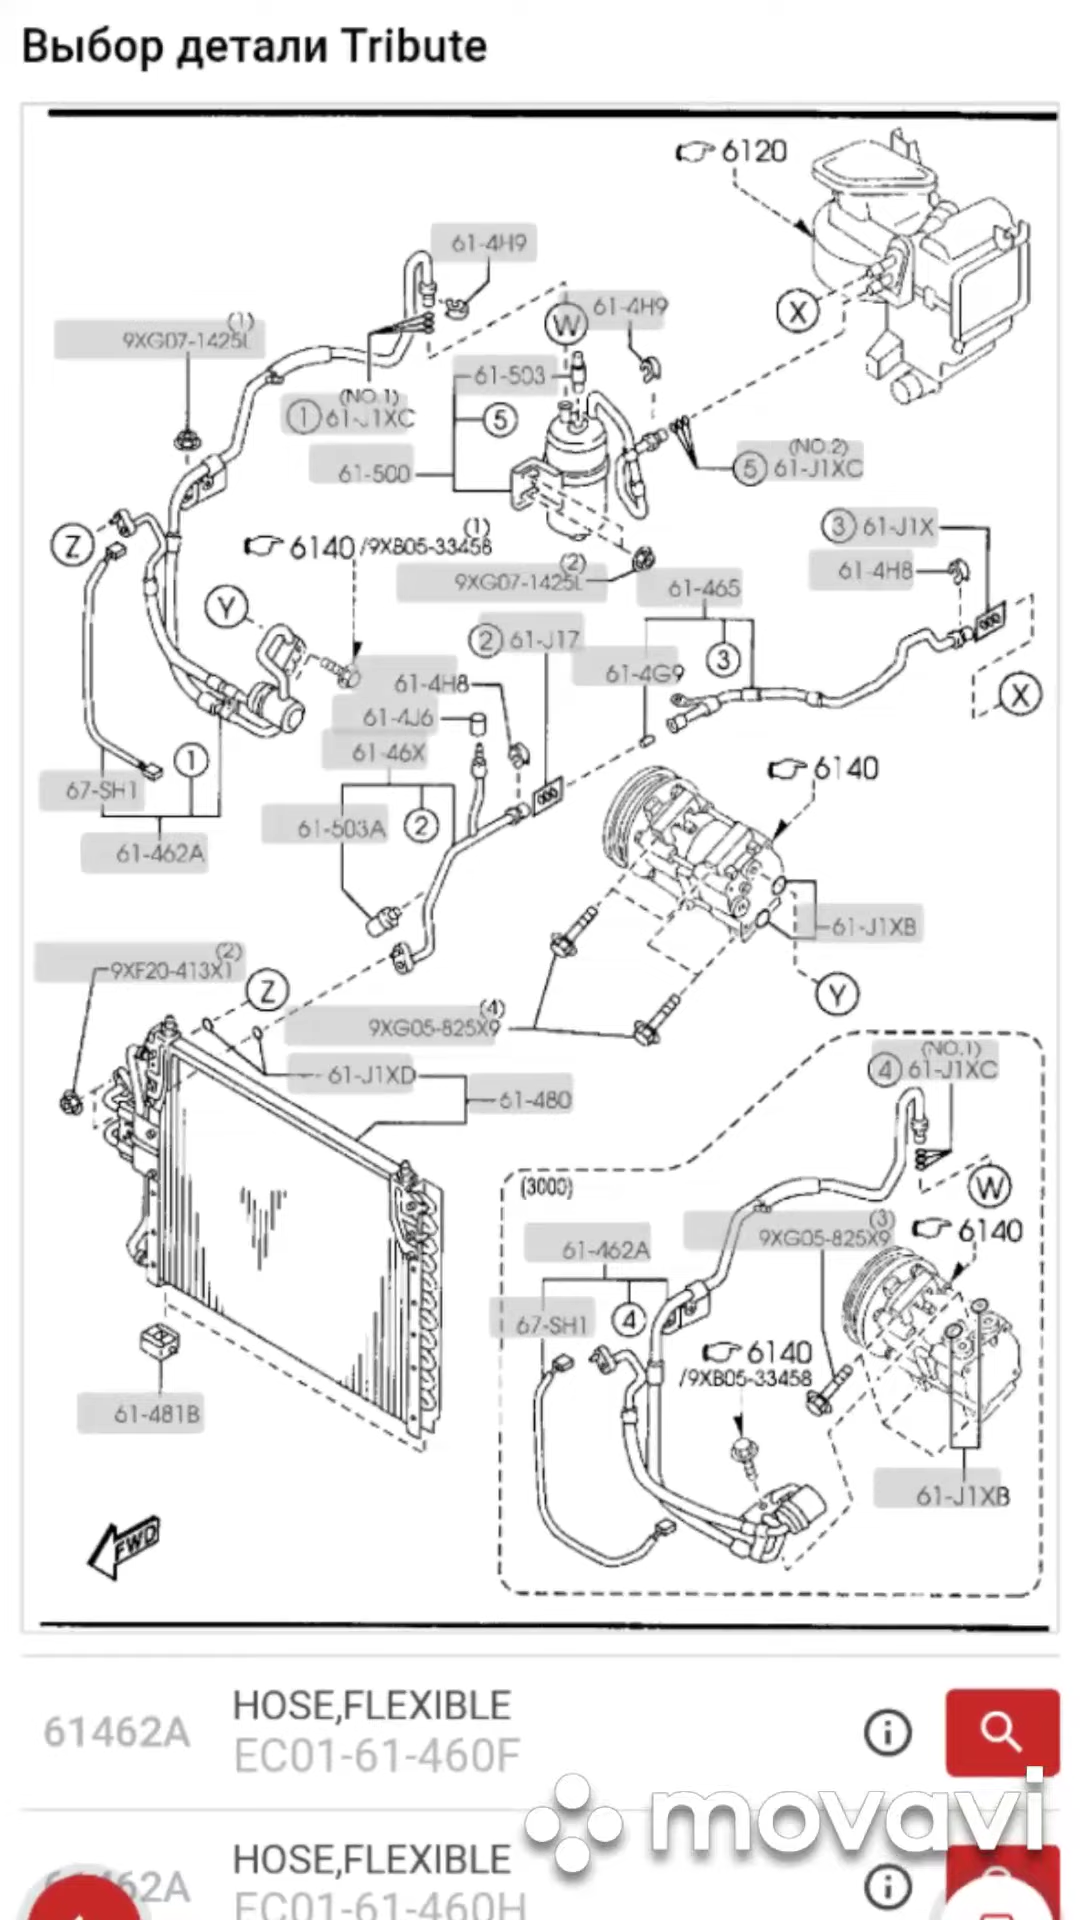 Выбор детали Tribute
6120
61-4H9
(1)
9XG07-1425L
W
61-4H9
X
61-503
(NO.1)
1 61-J1XC
5
(NO.2)
5 61-J1XC
61-500
Z
(1)
6140 /9XB05-33458
3 61-J1X
(2)
9XG07-1425L
61-4H8
61-465
Y
2 61-J17
3
61-4G9
61-4H8
X
61-4J6
61-46X
1
6140
67-SH1
61-503A
2
61-462A
61-J1XB
(2)
9XF20-413X1
Z
Y
(4)
9XG05-825X9
(NO.1)
4 61-J1XC
61-J1XD
61-480
(3000)
W
(3)
9XG05-825X9
6140
61-462A
67-SH1
4
6140
/9XB05-33458
61-481B
61-J1XB
FWD
61462A
HOSE,FLEXIBLE
EC01-61-460F
movavi
HOSE,FLEXIBLE
62A
EC01-61-460H